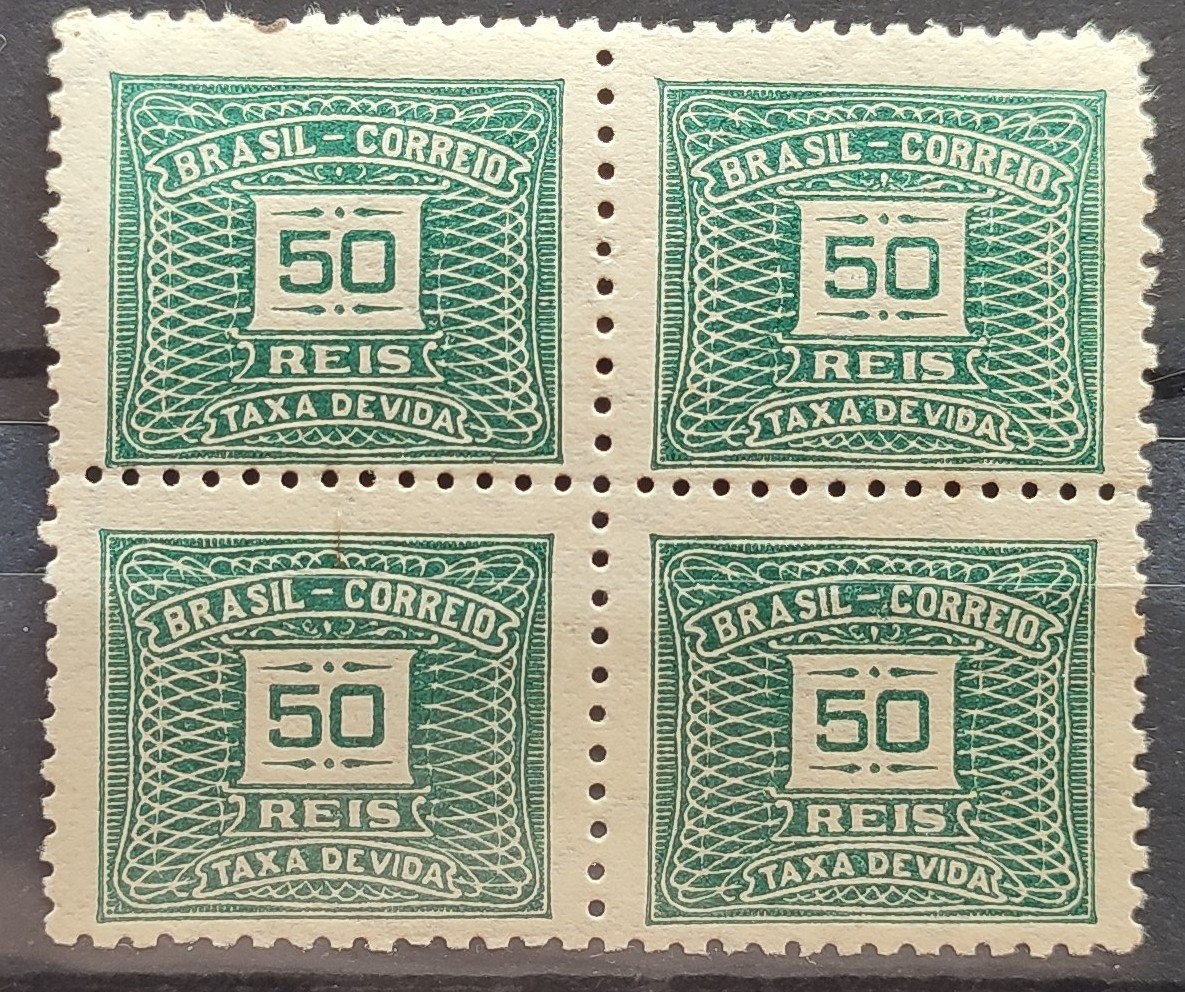 BRASIL - CORREIO
50
REIS
TAXA DEVIDA
BRASIL - CORREIO
50
REIS
TAXA DEVIDA
BRASIL - CORREIO
50
REIS
TAXA DEVIDA
BRASIL - CORREIO
50
REIS
TAXA DEVIDA